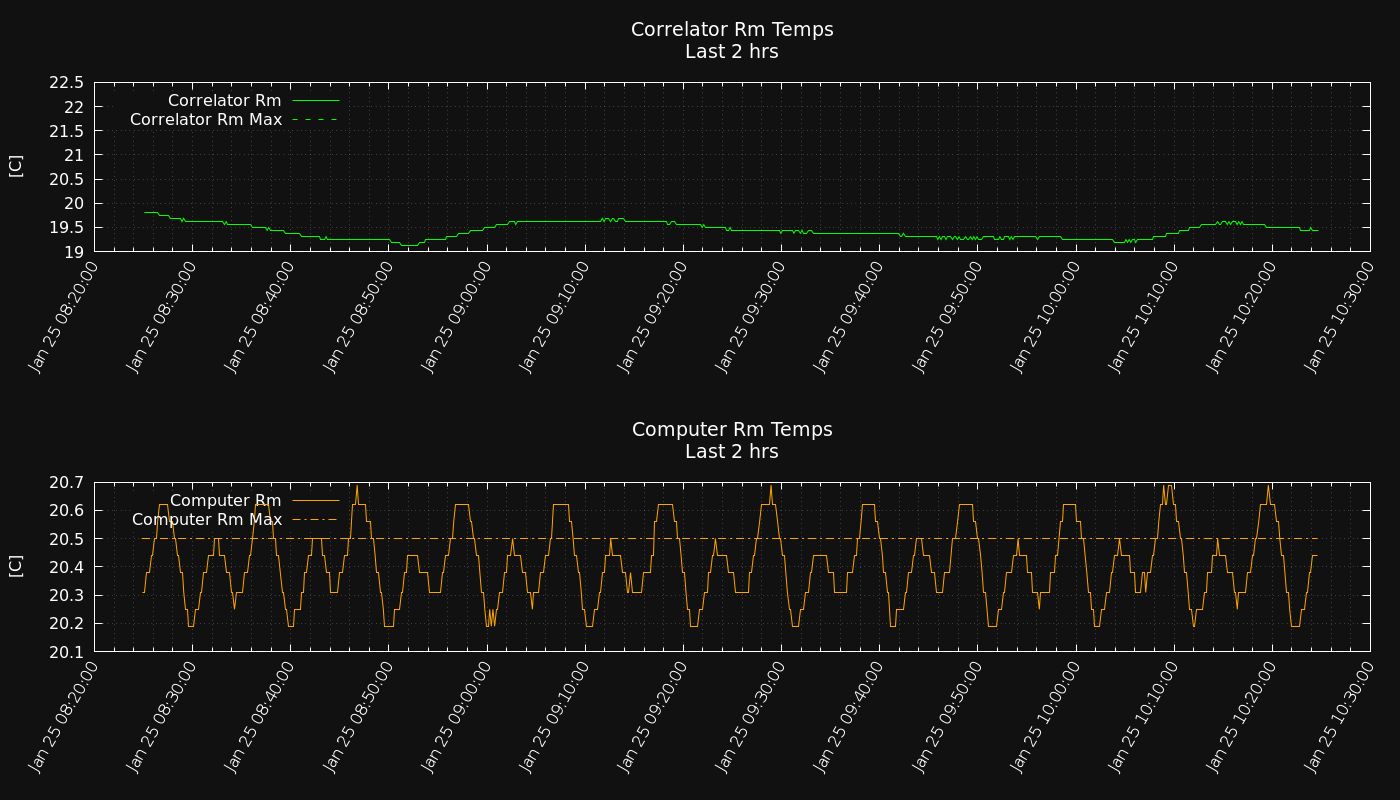 Correlator Rm Temps
Last 2 hrs
22.5
22
21.5
21
20.5
20
19.5
19
[C]
Correlator Rm
Correlator Rm Max
Jan 25 08:20:00
Jan 25 08:30:00
Jan 25 08:40:00
Jan 25 08:50:00
Jan 25 09:00:00
Jan 25 09:10:00
Jan 25 09:20:00
Jan 25 09:30:00
Jan 25 09:40:00
Jan 25 09:50:00
Jan 25 10:00:00
Jan 25 10:10:00
Jan 25 10:20:00
Jan 25 10:30:00
Computer Rm Temps
Last 2 hrs
20.7
20.6
20.5
20.4
20.3
20.2
20.1
[C]
Computer Rm
Computer Rm Max
Jan 25 08:20:00
Jan 25 08:30:00
Jan 25 08:40:00
Jan 25 08:50:00
Jan 25 09:00:00
Jan 25 09:10:00
Jan 25 09:20:00
Jan 25 09:30:00
Jan 25 09:40:00
Jan 25 09:50:00
Jan 25 10:00:00
Jan 25 10:10:00
Jan 25 10:20:00
Jan 25 10:30:00